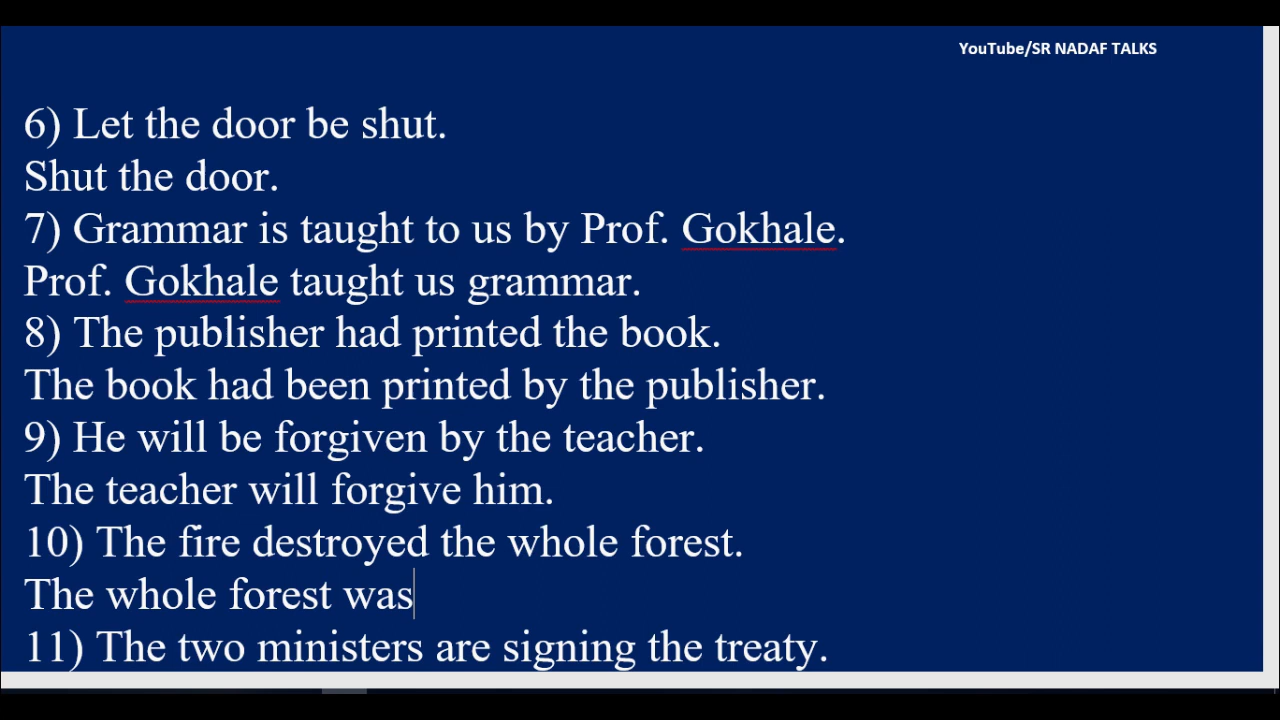 YouTube/SR NADAF TALKS
6) Let the door be shut.
Shut the door.
7) Grammar is taught to us by Prof. Gokhale.
Prof. Gokhale taught us grammar.
8) The publisher had printed the book.
The book had been printed by the publisher.
9) He will be forgiven by the teacher.
The teacher will forgive him.
10) The fire destroyed the whole forest.
The whole forest was
11) The two ministers are signing the treaty.